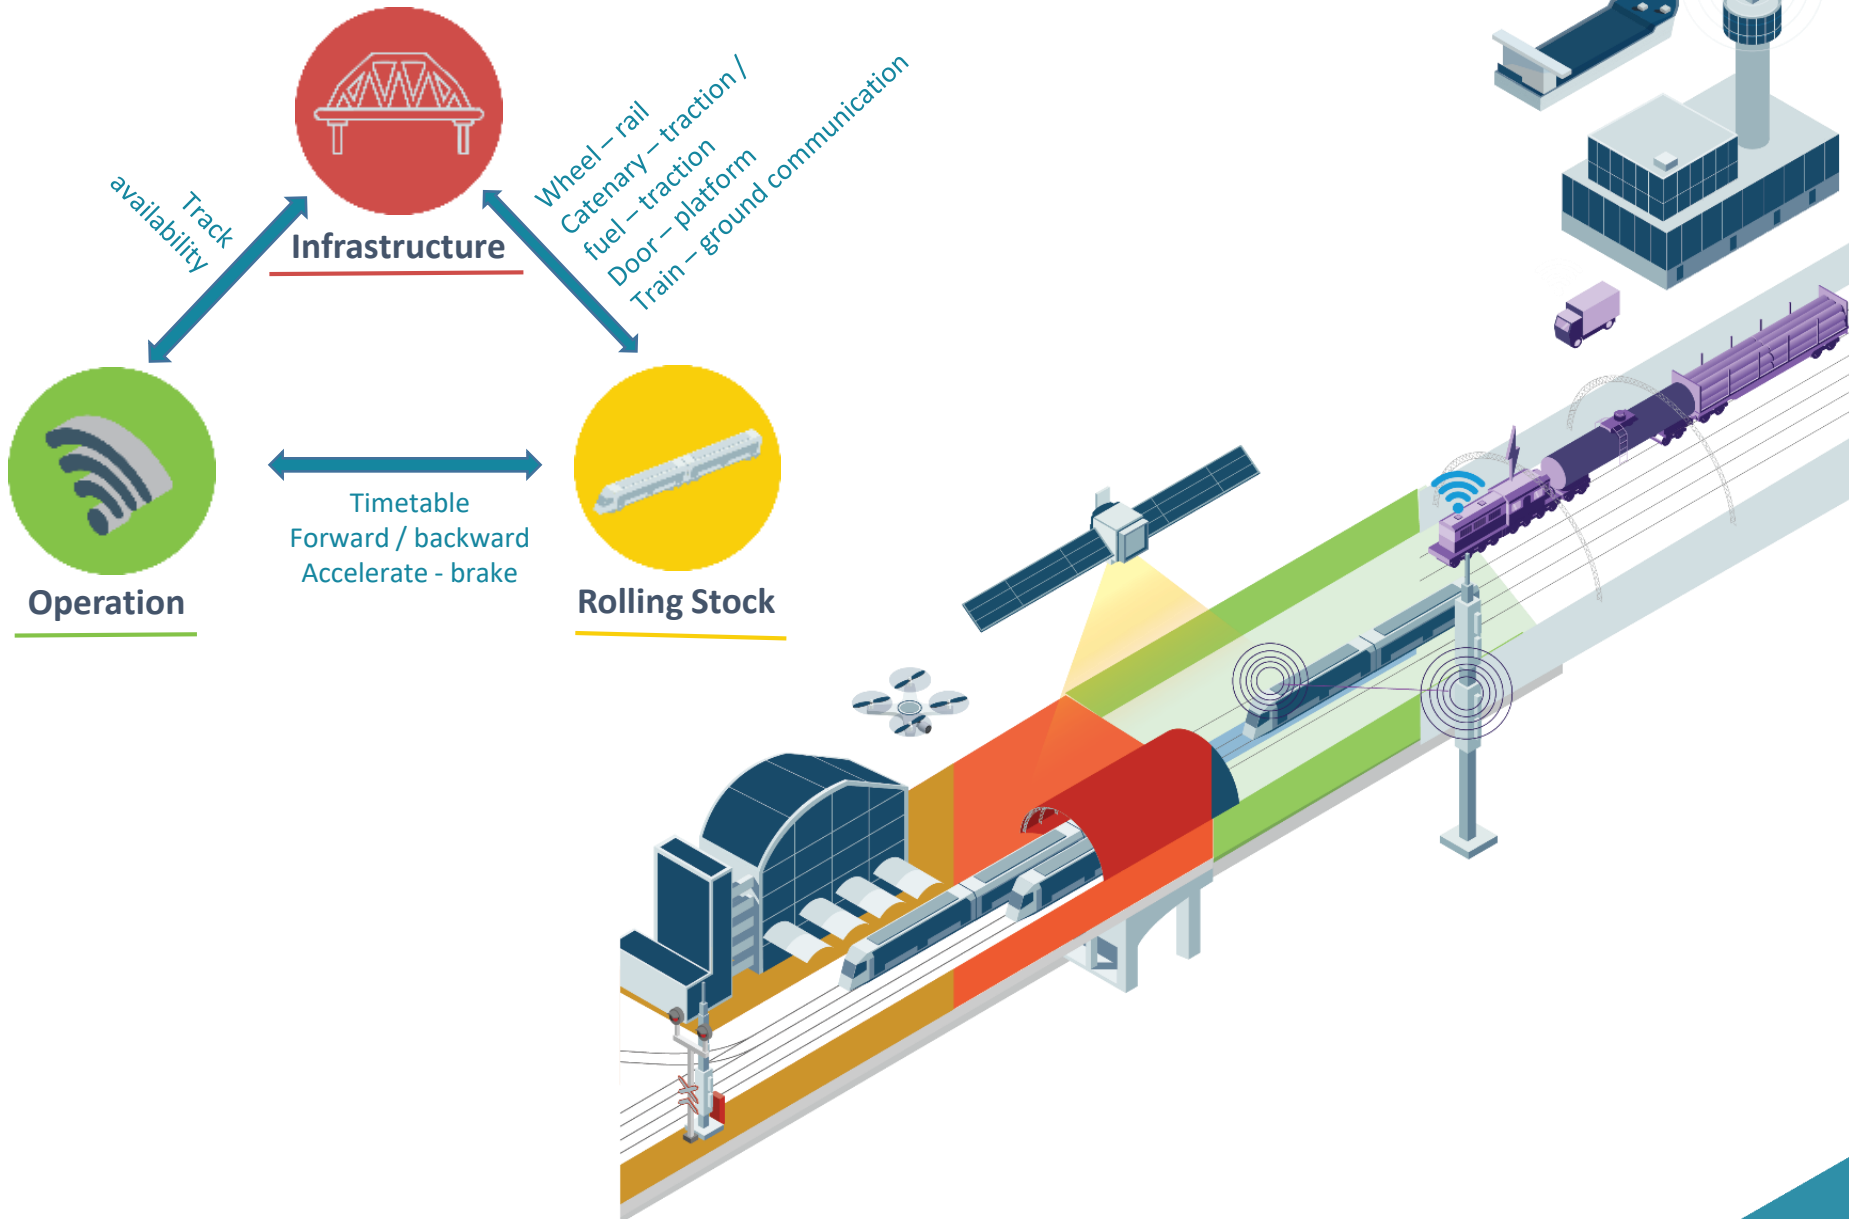 Track
availability
Wheel – rail
Catenary – traction /
fuel – traction
Door – platform
Train – ground communication
Infrastructure
Timetable
Forward / backward
Accelerate - brake
Operation
Rolling Stock